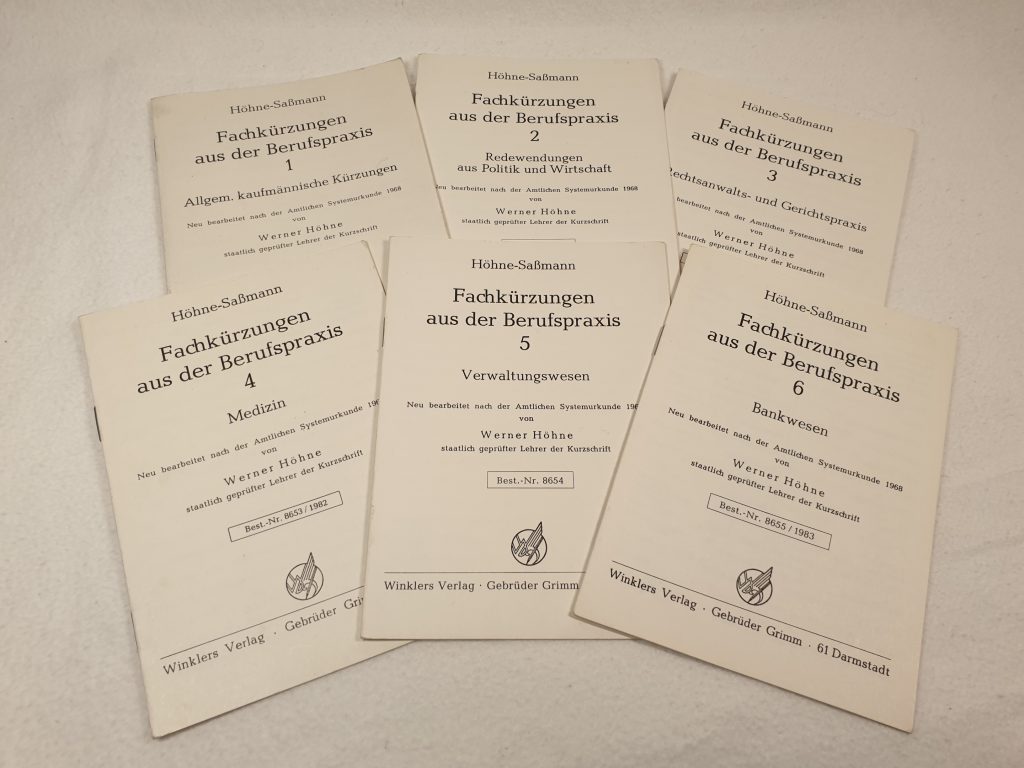 Höhne-Saßmann
Fachkürzungen
aus der Berufspraxis
1
Allgem. kaufmännische Kürzungen
Neu bearbeitet nach der Amtlichen Systemurkunde 1968
von
Werner Höhne
staatlich geprüfter Lehrer der Kurzschrift
Höhne-Saßmann
Fachkürzungen
aus der Berufspraxis
2
Redewendungen
aus Politik und Wirtschaft
bearbeitet nach der Amtlichen Systemurkunde 1968
von
Werner Höhne
staatlich geprüfter Lehrer der Kurzschrift
Höhne-Saßmann
Fachkürzungen
aus der Berufspraxis
3
Rechtsanwalts- und Gerichtspraxis
bearbeitet nach der Amtlichen Systemurkunde 1968
von
Werner Höhne
staatlich geprüfter Lehrer der Kurzschrift
Höhne-Saßmann
Fachkürzungen
aus der Berufspraxis
4
Medizin
Neu bearbeitet nach der Amtlichen Systemurkunde
von
Werner Höhne
staatlich geprüfter Lehrer der Kurzschrift
Best.-Nr. 8653/1982
Winklers Verlag · Gebrüder
Höhne-Saßmann
Fachkürzungen
aus der Berufspraxis
5
Verwaltungswesen
Neu bearbeitet nach der Amtlichen Systemurkunde
von
Werner Höhne
staatlich geprüfter Lehrer der Kurzschrift
Best.-Nr. 8654
Winklers Verlag · Gebrüder Grimm
Höhne-Saßmann
Fachkürzungen
aus der Berufspraxis
6
Bankwesen
Neu bearbeitet nach der Amtlichen Systemurkunde 1968
von
Werner Höhne
staatlich geprüfter Lehrer der Kurzschrift
Best.-Nr. 8655/1983
Winklers Verlag · Gebrüder Grimm · 61 Darmstadt